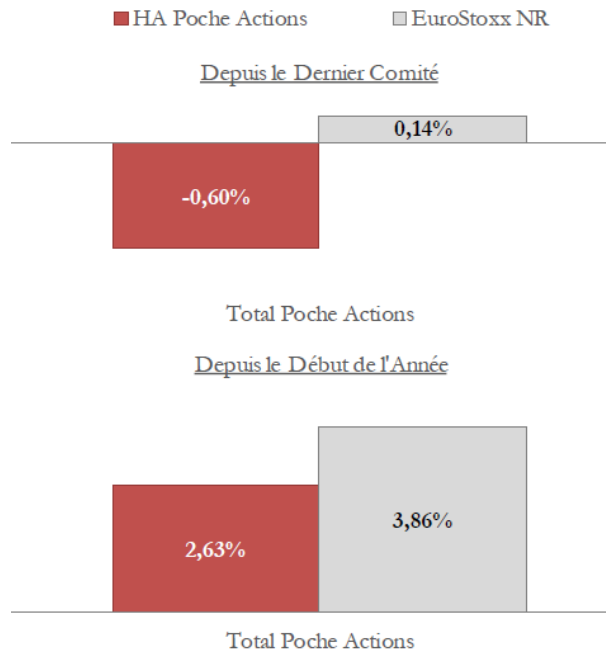 HA Poche Actions EuroStoxx NR
Depuis le Dernier Comité
0,14%
-0,60%
Total Poche Actions
Depuis le Début de l'Année
3,86%
2,63%
Total Poche Actions